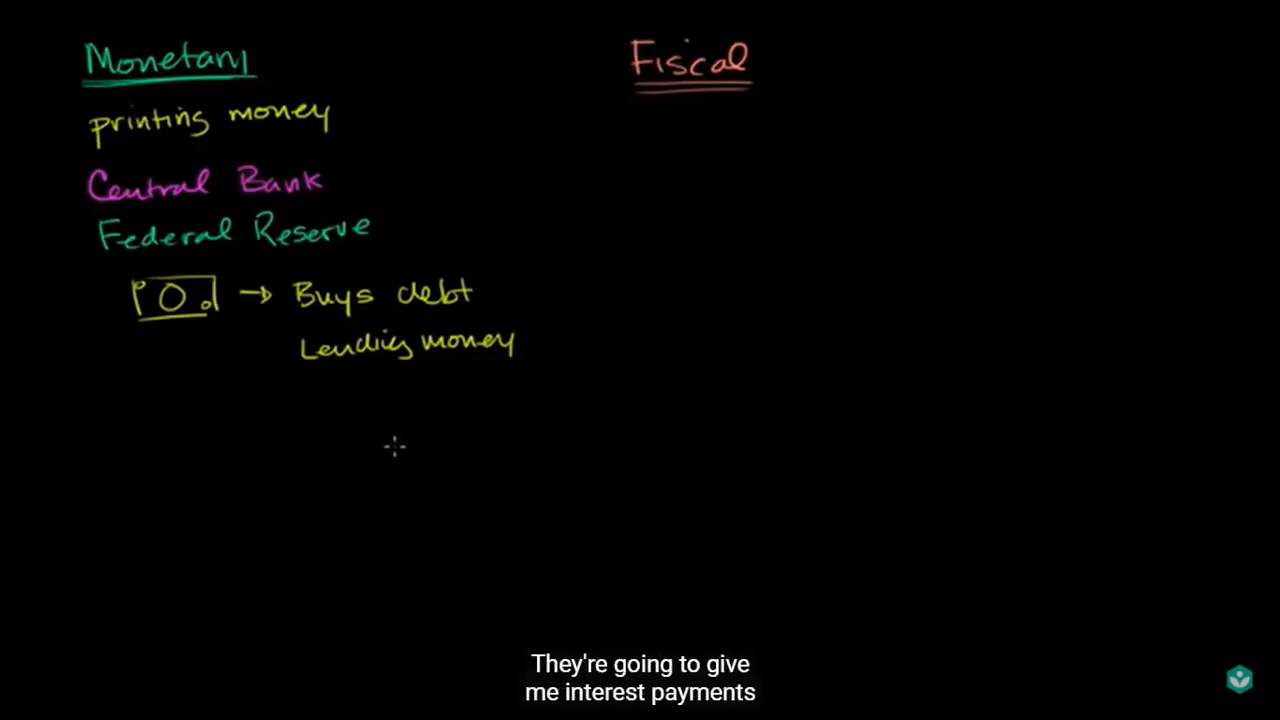 Monetary
Fiscal
printing money
Central Bank
Federal Reserve
→ Buys debt
Lending money
They're going to give
me interest payments